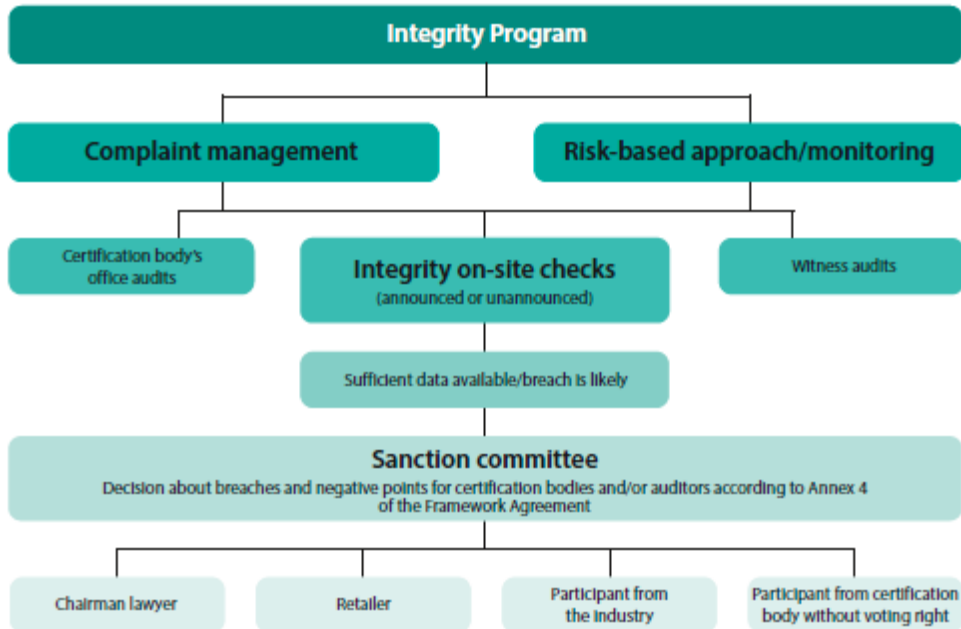 Integrity Program
Complaint management
Risk-based approach/monitoring
Certification body's
office audits
Integrity on-site checks
(announced or unannounced)
Witness audits
Sufficient data available/breach is likely
Sanction committee
Decision about breaches and negative points for certification bodies and/or auditors according to Annex 4
of the Framework Agreement
Chairman lawyer
Retailer
Participant from
the industry
Participant from certification
body without voting right